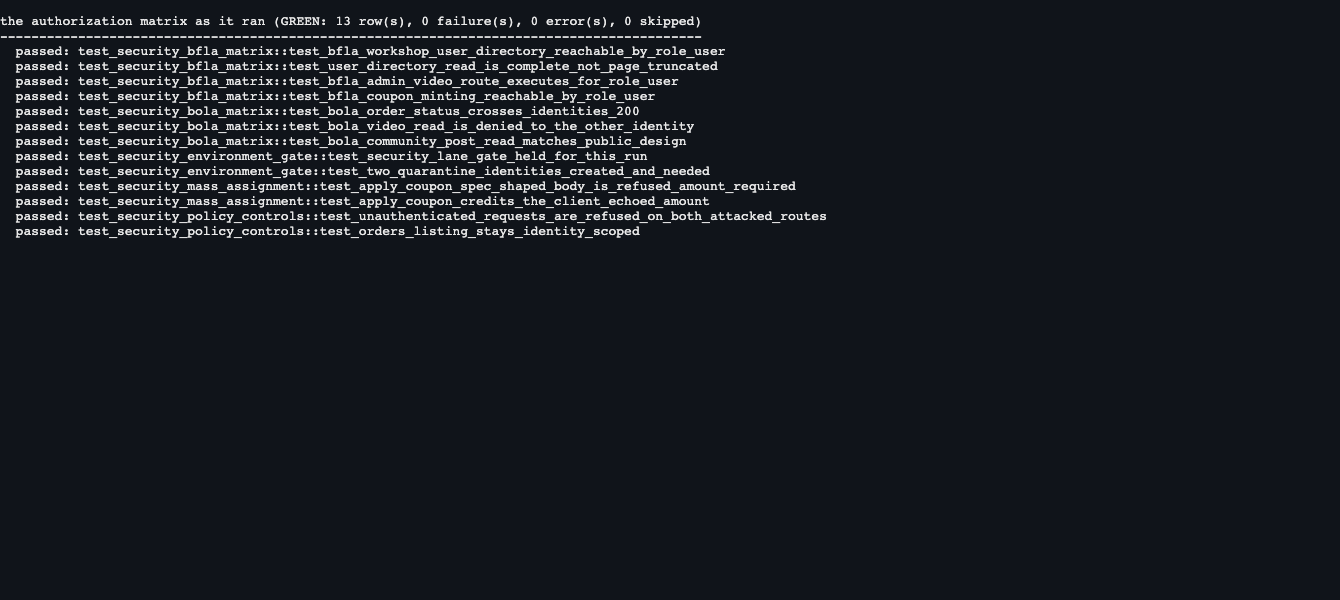 the authorization matrix as it ran (GREEN: 13 row(s), 0 failure(s), 0 error(s), 0 skipped)
------------------------------------------------------------------------------------------
passed: test_security_bfla_matrix::test_bfla_workshop_user_directory_reachable_by_role_user
passed: test_security_bfla_matrix::test_user_directory_read_is_complete_not_page_truncated
passed: test_security_bfla_matrix::test_bfla_admin_video_route_executes_for_role_user
passed: test_security_bfla_matrix::test_bfla_coupon_minting_reachable_by_role_user
passed: test_security_bola_matrix::test_bola_order_status_crosses_identities_200
passed: test_security_bola_matrix::test_bola_video_read_is_denied_to_the_other_identity
passed: test_security_bola_matrix::test_bola_community_post_read_matches_public_design
passed: test_security_environment_gate::test_security_lane_gate_held_for_this_run
passed: test_security_environment_gate::test_two_quarantine_identities_created_and_needed
passed: test_security_mass_assignment::test_apply_coupon_spec_shaped_body_is_refused_amount_required
passed: test_security_mass_assignment::test_apply_coupon_credits_the_client_echoed_amount
passed: test_security_policy_controls::test_unauthenticated_requests_are_refused_on_both_attacked_routes
passed: test_security_policy_controls::test_orders_listing_stays_identity_scoped